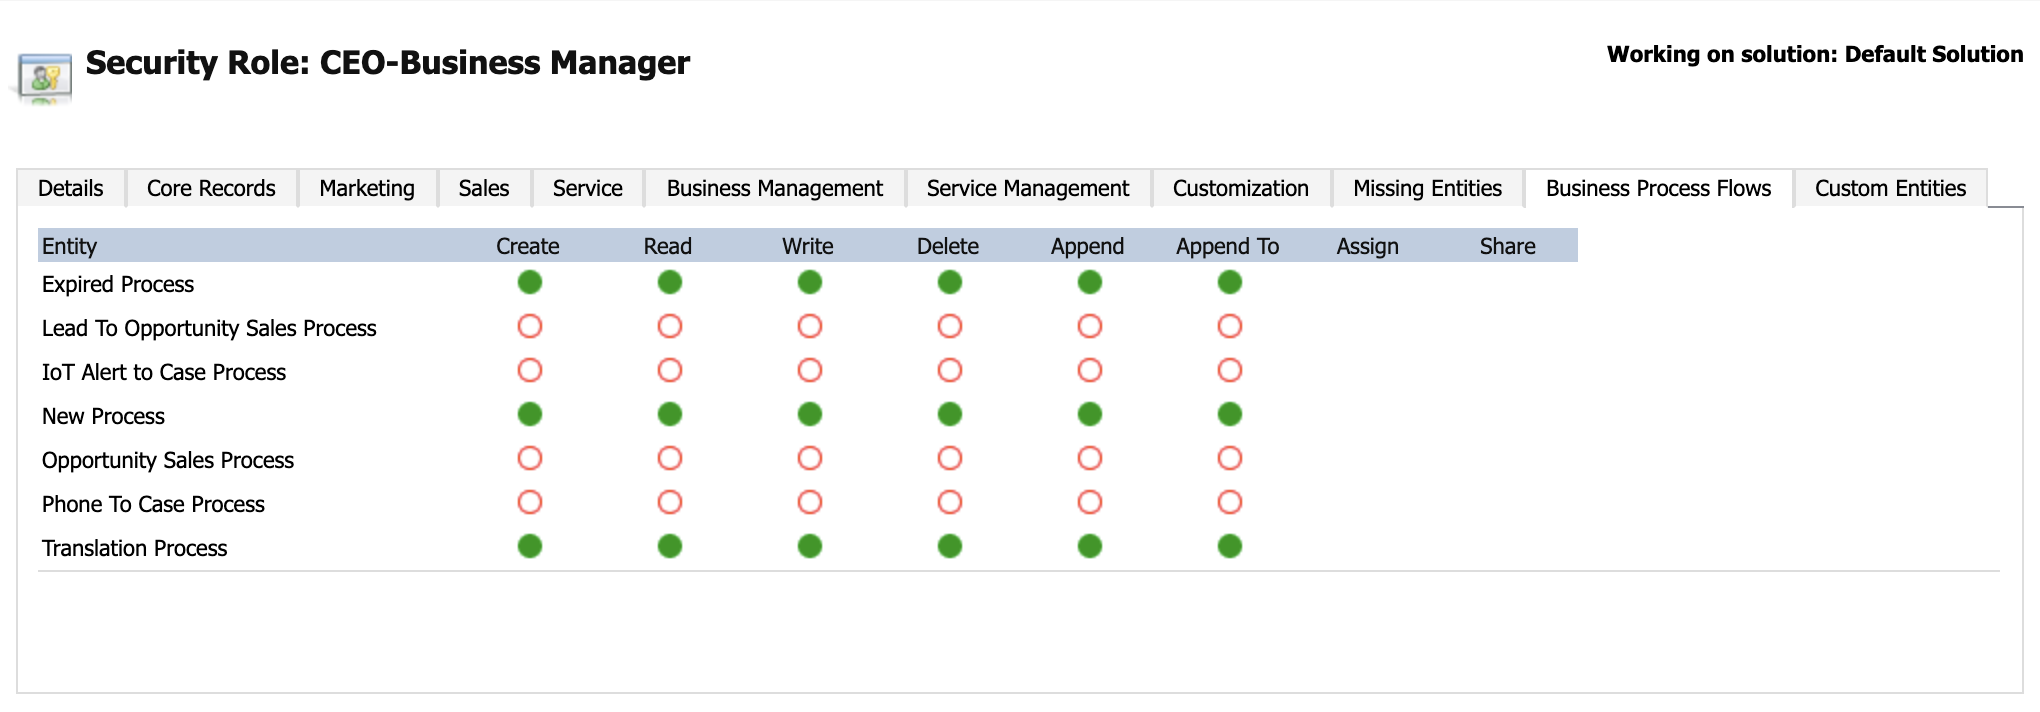 Security Role: CEO-Business Manager
Working on solution: Default Solution
Details Core Records Marketing Sales Service Business Management Service Management Customization Missing Entities Business Process Flows Custom Entities
Entity Create Read Write Delete Append Append To Assign Share
Expired Process
Lead To Opportunity Sales Process
IoT Alert to Case Process
New Process
Opportunity Sales Process
Phone To Case Process
Translation Process